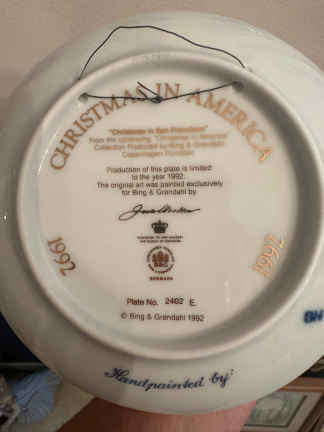 CHRISTMAS IN AMERICA
"Christmas in San Francisco"
From the continuing "Christmas in America"
Collection Produced by Bing & Grøndahl
Copenhagen Porcelain
Production of this plate is limited
to the year 1992.
The original art was painted exclusively
for Bing & Grøndahl by
1992
1992
B&G
DENMARK
Plate No. 2402 E.
© Bing & Grøndahl 1992
BH
Handpainted by: